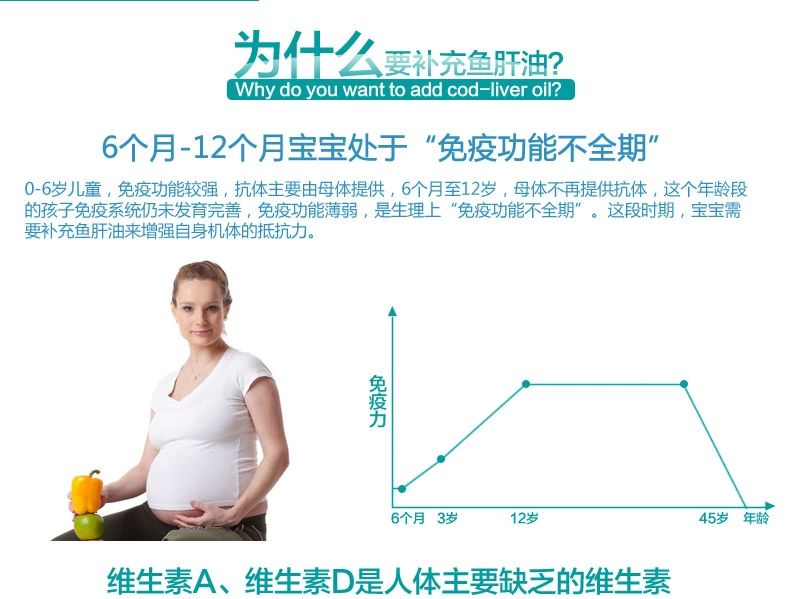 为什么要补充鱼肝油?
Why do you want to add cod-liver oil?
6个月-12个月宝宝处于“免疫功能不全期”
0-6岁儿童，免疫功能较强，抗体主要由母体提供，6个月至12岁，母体不再提供抗体，这个年龄段
的孩子免疫系统仍未发育完善，免疫功能薄弱，是生理上“免疫功能不全期”。这段时期，宝宝需
要补充鱼肝油来增强自身机体的抵抗力。
免疫力
6个月 3岁 12岁 45岁 年龄
维生素A、维生素D是人体主要缺乏的维生素